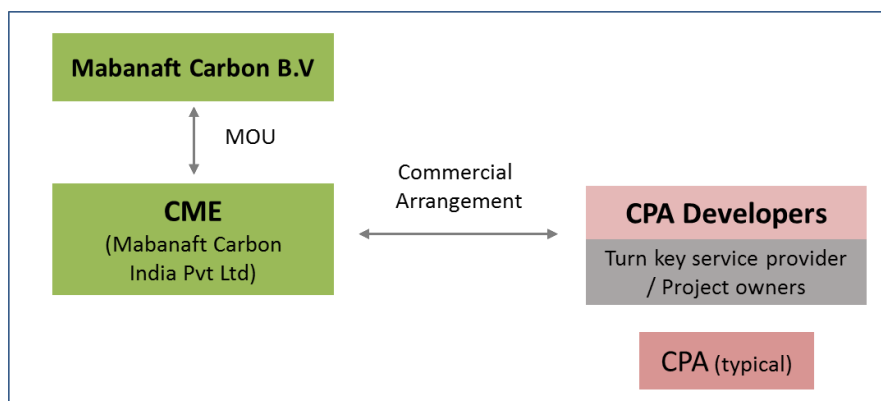 Mabanaft Carbon B.V
MOU
CME
(Mabanaft Carbon
India Pvt Ltd)
Commercial
Arrangement
CPA Developers
Turn key service provider
/ Project owners
CPA (typical)